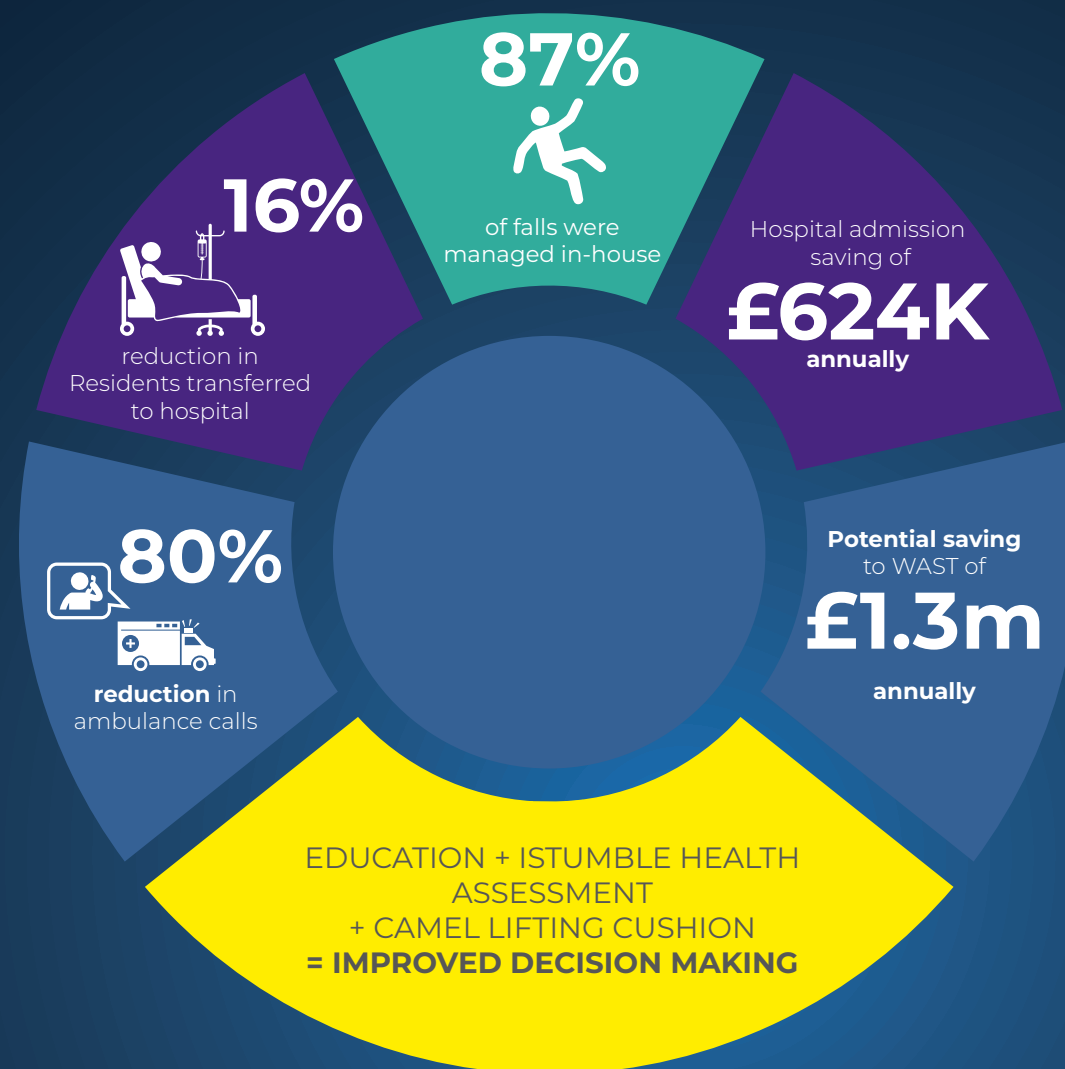 87%
of falls were
managed in-house
16%
reduction in
Residents transferred
to hospital
Hospital admission
saving of
£624K
annually
80%
reduction in
ambulance calls
Potential saving
to WAST of
£1.3m
annually
EDUCATION + ISTUMBLE HEALTH
ASSESSMENT
+ CAMEL LIFTING CUSHION
= IMPROVED DECISION MAKING